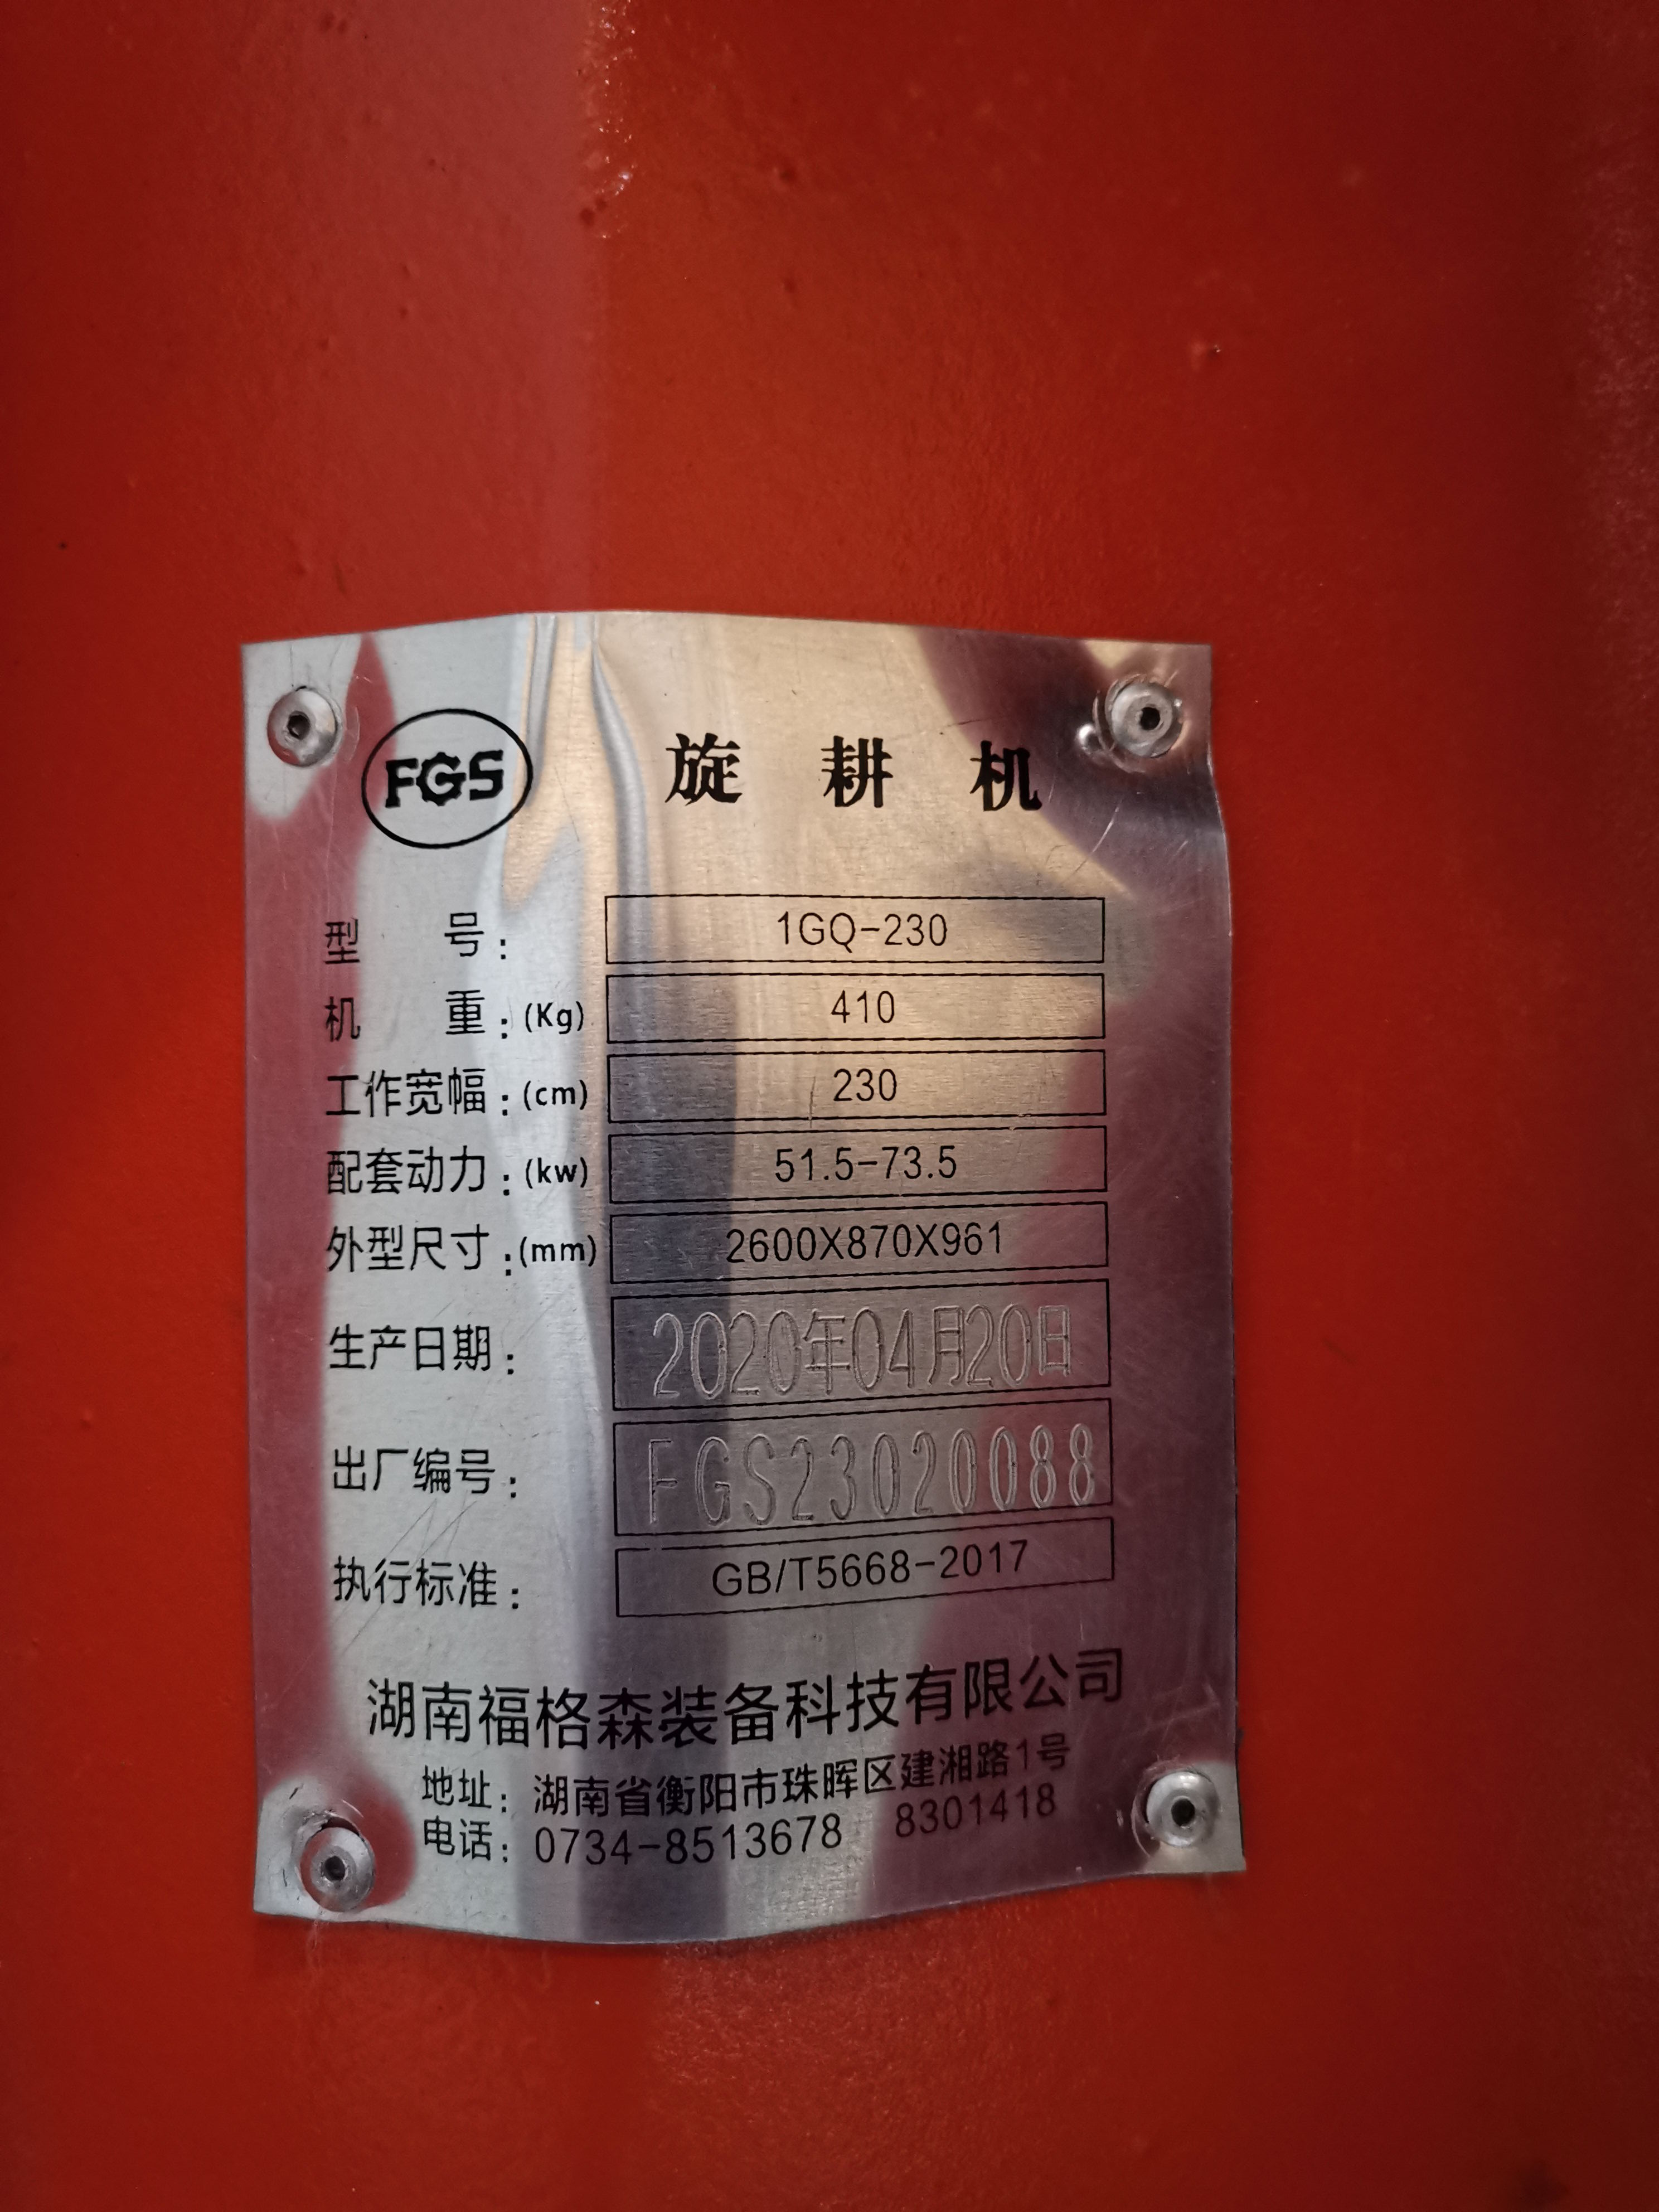 FGS 旋耕机
型号: 1GQ-230
机重:(Kg) 410
工作宽幅:(cm) 230
配套动力:(kw) 51.5-73.5
外型尺寸:(mm) 2600X870X961
生产日期: 2020年04月20日
出厂编号: FGS23020088
执行标准: GB/T5668-2017
湖南福格森装备科技有限公司
地址: 湖南省衡阳市珠晖区建湘路1号
电话: 0734-8513678 8301418